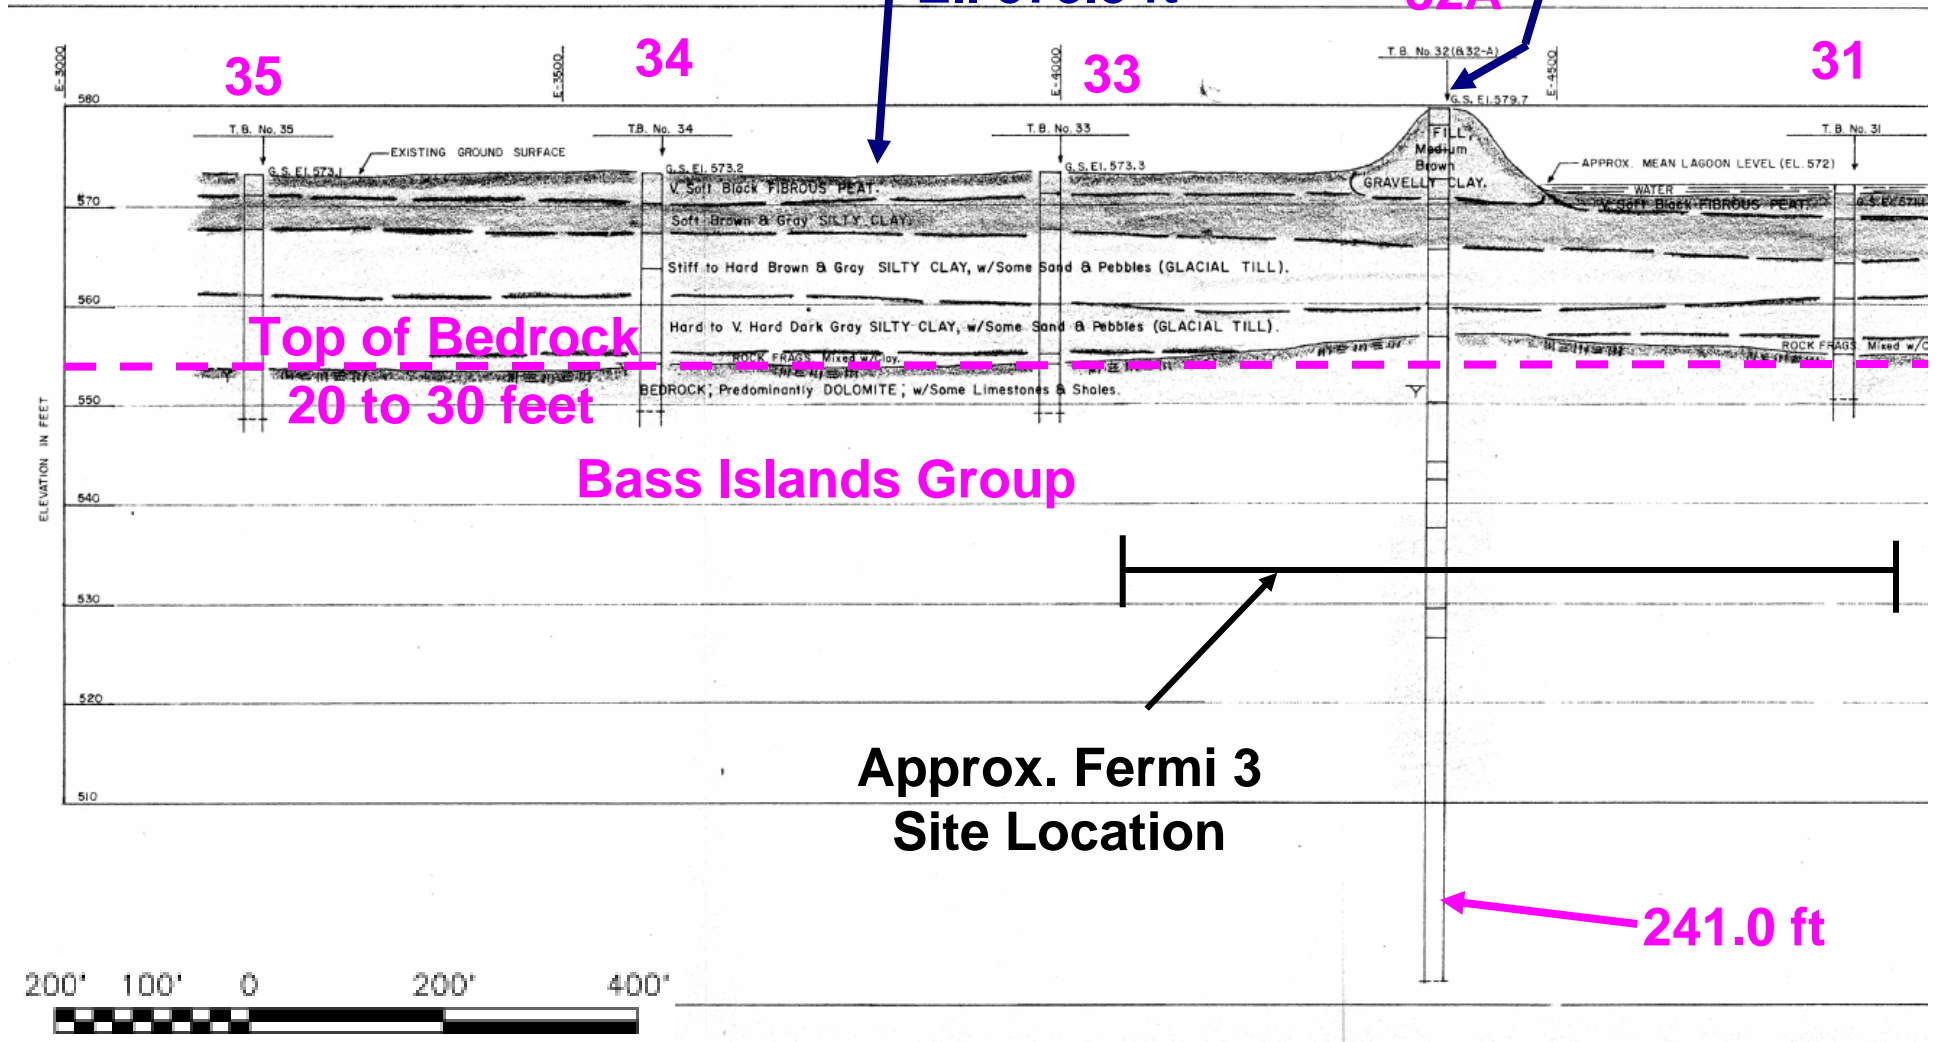 32A
E-3000
35
E-3500
34
E-4000
33
T.B. No.32(&32-A)
E-4500
31
580
G.S. El.579.7
T.B. No. 35
T.B. No. 34
T.B. No. 33
T.B. No. 31
FILL,
Medium
Brown
GRAVELLY CLAY.
EXISTING GROUND SURFACE
G.S. El. 573.1
G.S. El. 573.2
G.S. El. 573.3
APPROX. MEAN LAGOON LEVEL (EL. 572)
WATER
V. Soft Black FIBROUS PEAT.
V. Soft Black FIBROUS PEAT.
570
Soft Brown & Gray SILTY CLAY.
Stiff to Hard Brown & Gray SILTY CLAY, w/Some Sand & Pebbles (GLACIAL TILL).
560
Hard to V. Hard Dark Gray SILTY CLAY, w/Some Sand & Pebbles (GLACIAL TILL).
Top of Bedrock
ROCK FRAGS. Mixed w/Clay.
ROCK FRAGS. Mixed w/C
20 to 30 feet
BEDROCK; Predominantly DOLOMITE; w/Some Limestones & Shales.
550
ELEVATION IN FEET
Bass Islands Group
540
530
520
Approx. Fermi 3
Site Location
510
241.0 ft
200' 100' 0 200' 400'